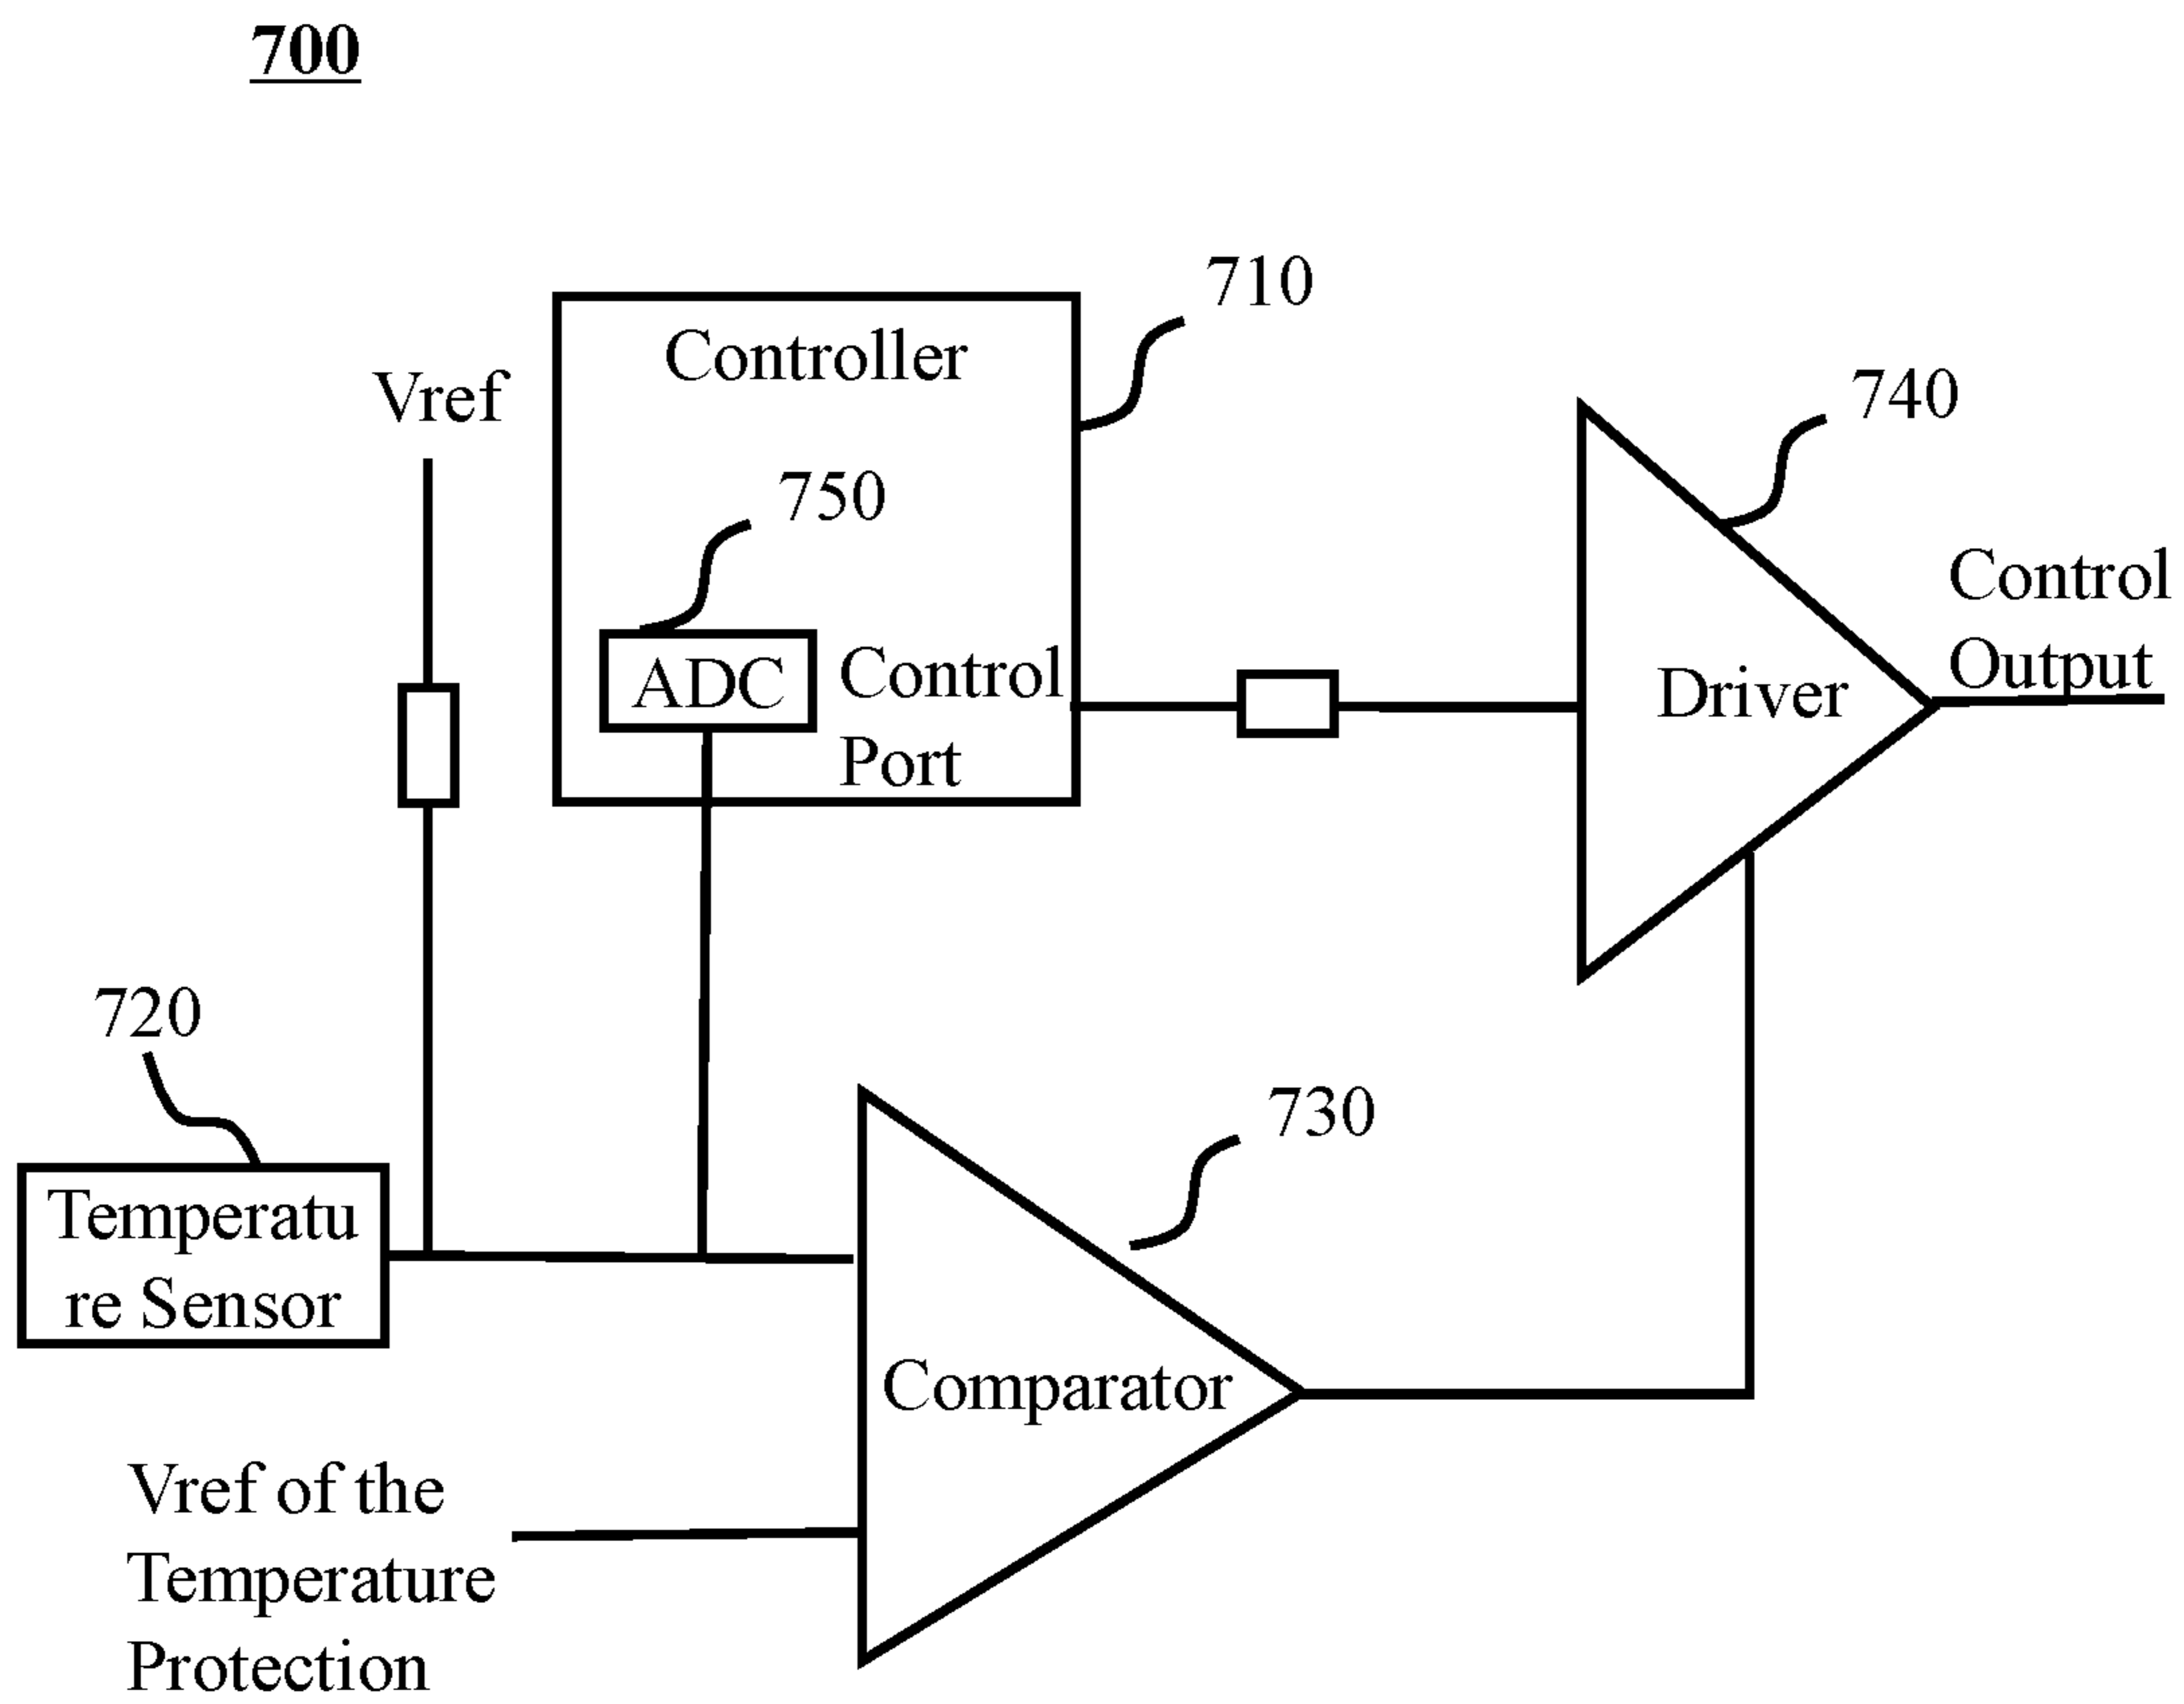 700
710
Controller
Vref
740
750
Control
Output
ADC
Control
Port
Driver
720
730
Temperatu
re Sensor
Comparator
Vref of the
Temperature
Protection